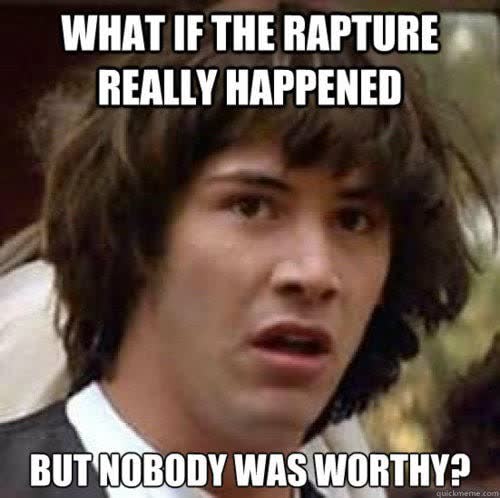 WHAT IF THE RAPTURE
REALLY HAPPENED
BUT NOBODY WAS WORTHY?
quickmeme.com